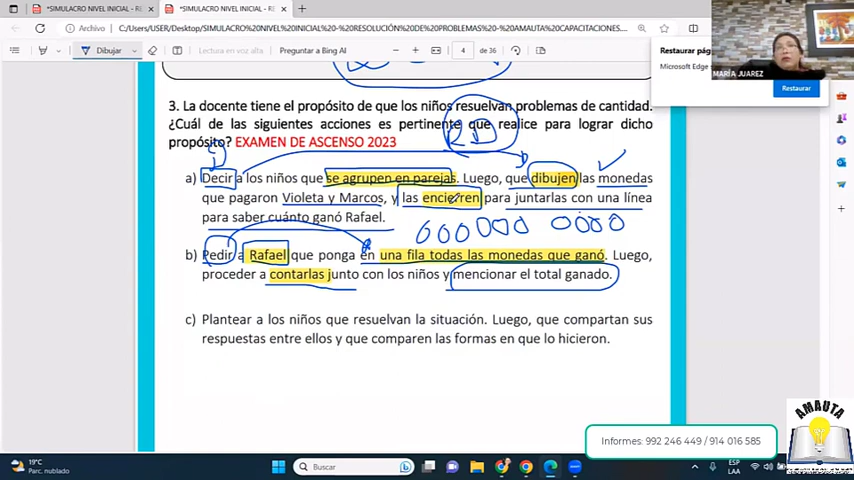 *SIMULACRO NIVEL INICIAL - RE
*SIMULACRO NIVEL INICIAL - RES
Archivo
C:/Users/USER/Desktop/SIMULACRO%20NIVEL%20INICIAL%20-%20RESOLUCIÓN%20DE%20PROBLEMAS%20-%20AMAUTA%20CAPACITACIONES....
Dibujar
Lectura en voz alta
Preguntar a Bing AI
4
de 36
Restaurar pág
Microsoft Edge s
Restaurar
MARÍA JUAREZ
3. La docente tiene el propósito de que los niños resuelvan problemas de cantidad.
¿Cuál de las siguientes acciones es pertinente que realice para lograr dicho
propósito? EXAMEN DE ASCENSO 2023
a) Decir a los niños que se agrupen en parejas. Luego, que dibujen las monedas
que pagaron Violeta y Marcos, y las encierren para juntarlas con una línea
para saber cuánto ganó Rafael.
b) Pedir a Rafael que ponga en una fila todas las monedas que ganó. Luego,
proceder a contarlas junto con los niños y mencionar el total ganado.
c) Plantear a los niños que resuelvan la situación. Luego, que compartan sus
respuestas entre ellos y que comparen las formas en que lo hicieron.
Informes: 992 246 449 / 914 016 585
AMAUTA
19°C
Parc. nublado
Buscar
ESP
LAA